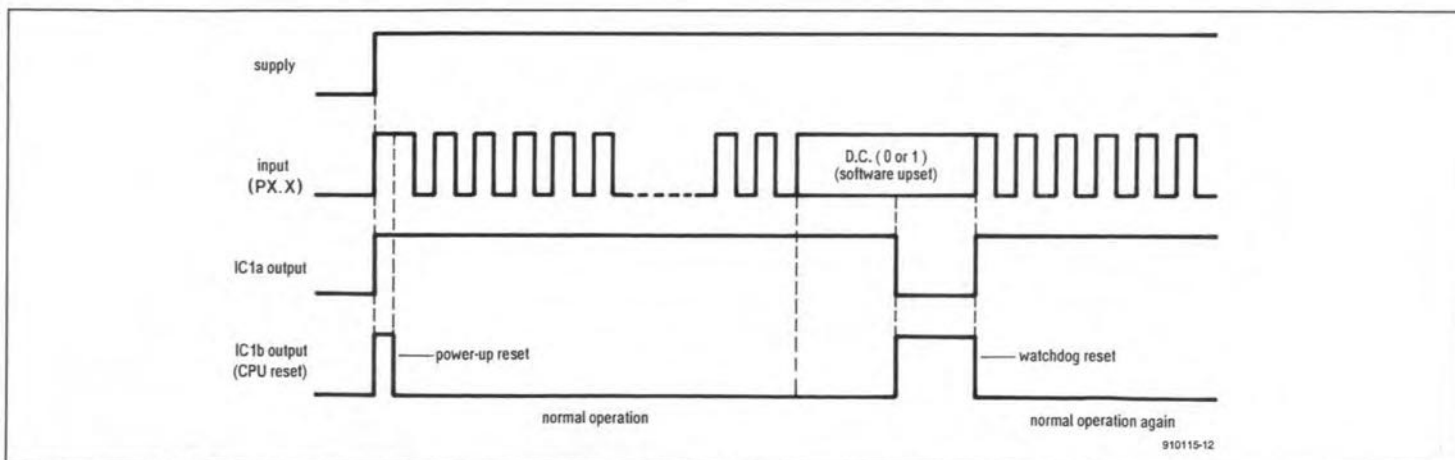 supply
input
(PX.X)
D.C. ( 0 or 1 )
(software upset)
IC1a output
IC1b output
(CPU reset)
power-up reset
watchdog reset
normal operation
normal operation again
910115-12